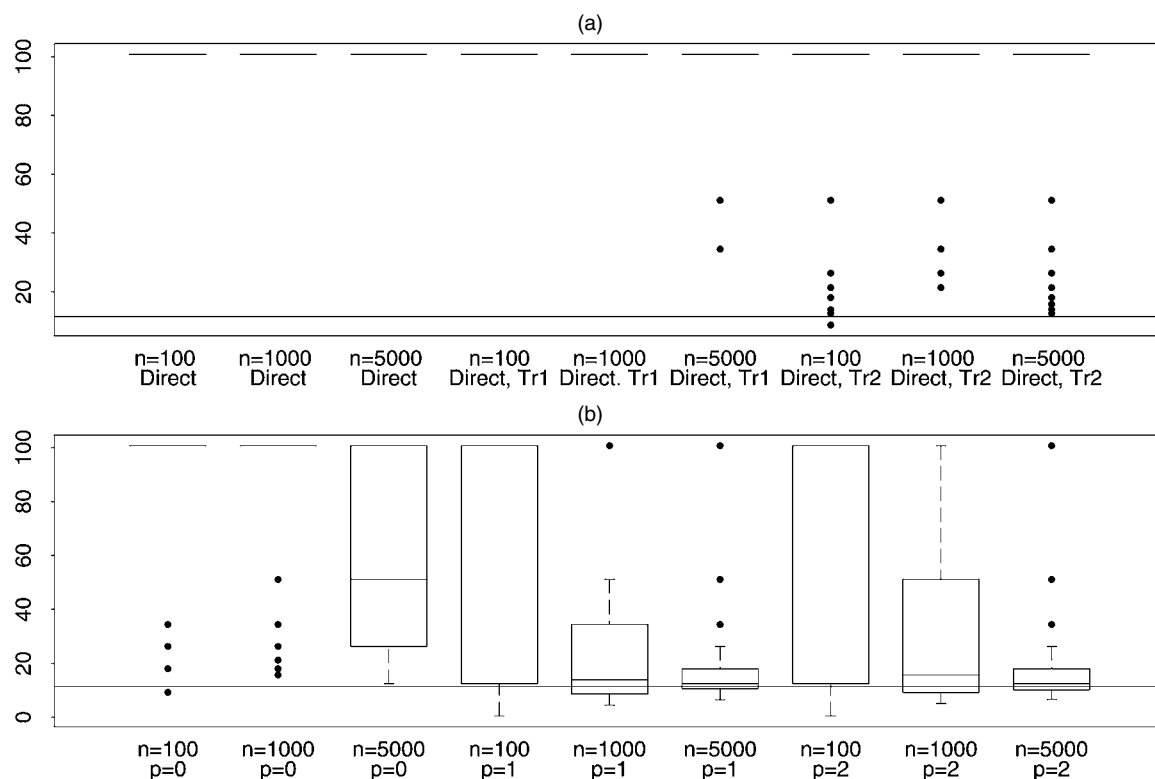 (a)
100
80
60
40
20
n=100 n=1000 n=5000 n=100 n=1000 n=5000 n=100 n=1000 n=5000
Direct Direct Direct Direct, Tr1 Direct. Tr1 Direct, Tr1 Direct, Tr2 Direct, Tr2 Direct, Tr2
(b)
100
80
60
40
20
0
n=100 n=1000 n=5000 n=100 n=1000 n=5000 n=100 n=1000 n=5000
p=0 p=0 p=0 p=1 p=1 p=1 p=2 p=2 p=2